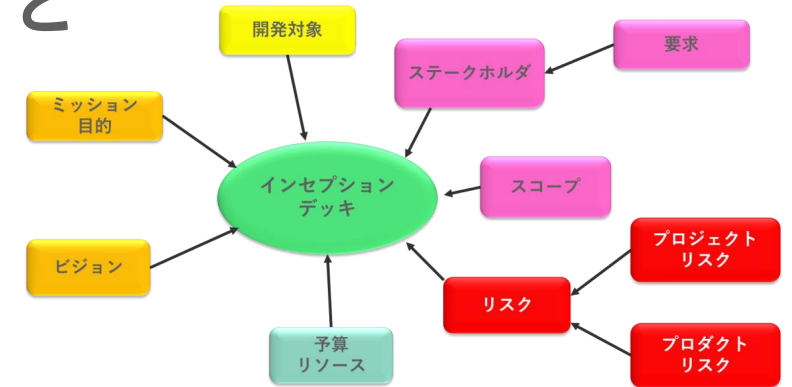 と
開発対象
ステークホルダ
要求
ミッション
目的
インセプション
デッキ
スコープ
ビジョン
プロジェクト
リスク
リスク
予算
リソース
プロダクト
リスク